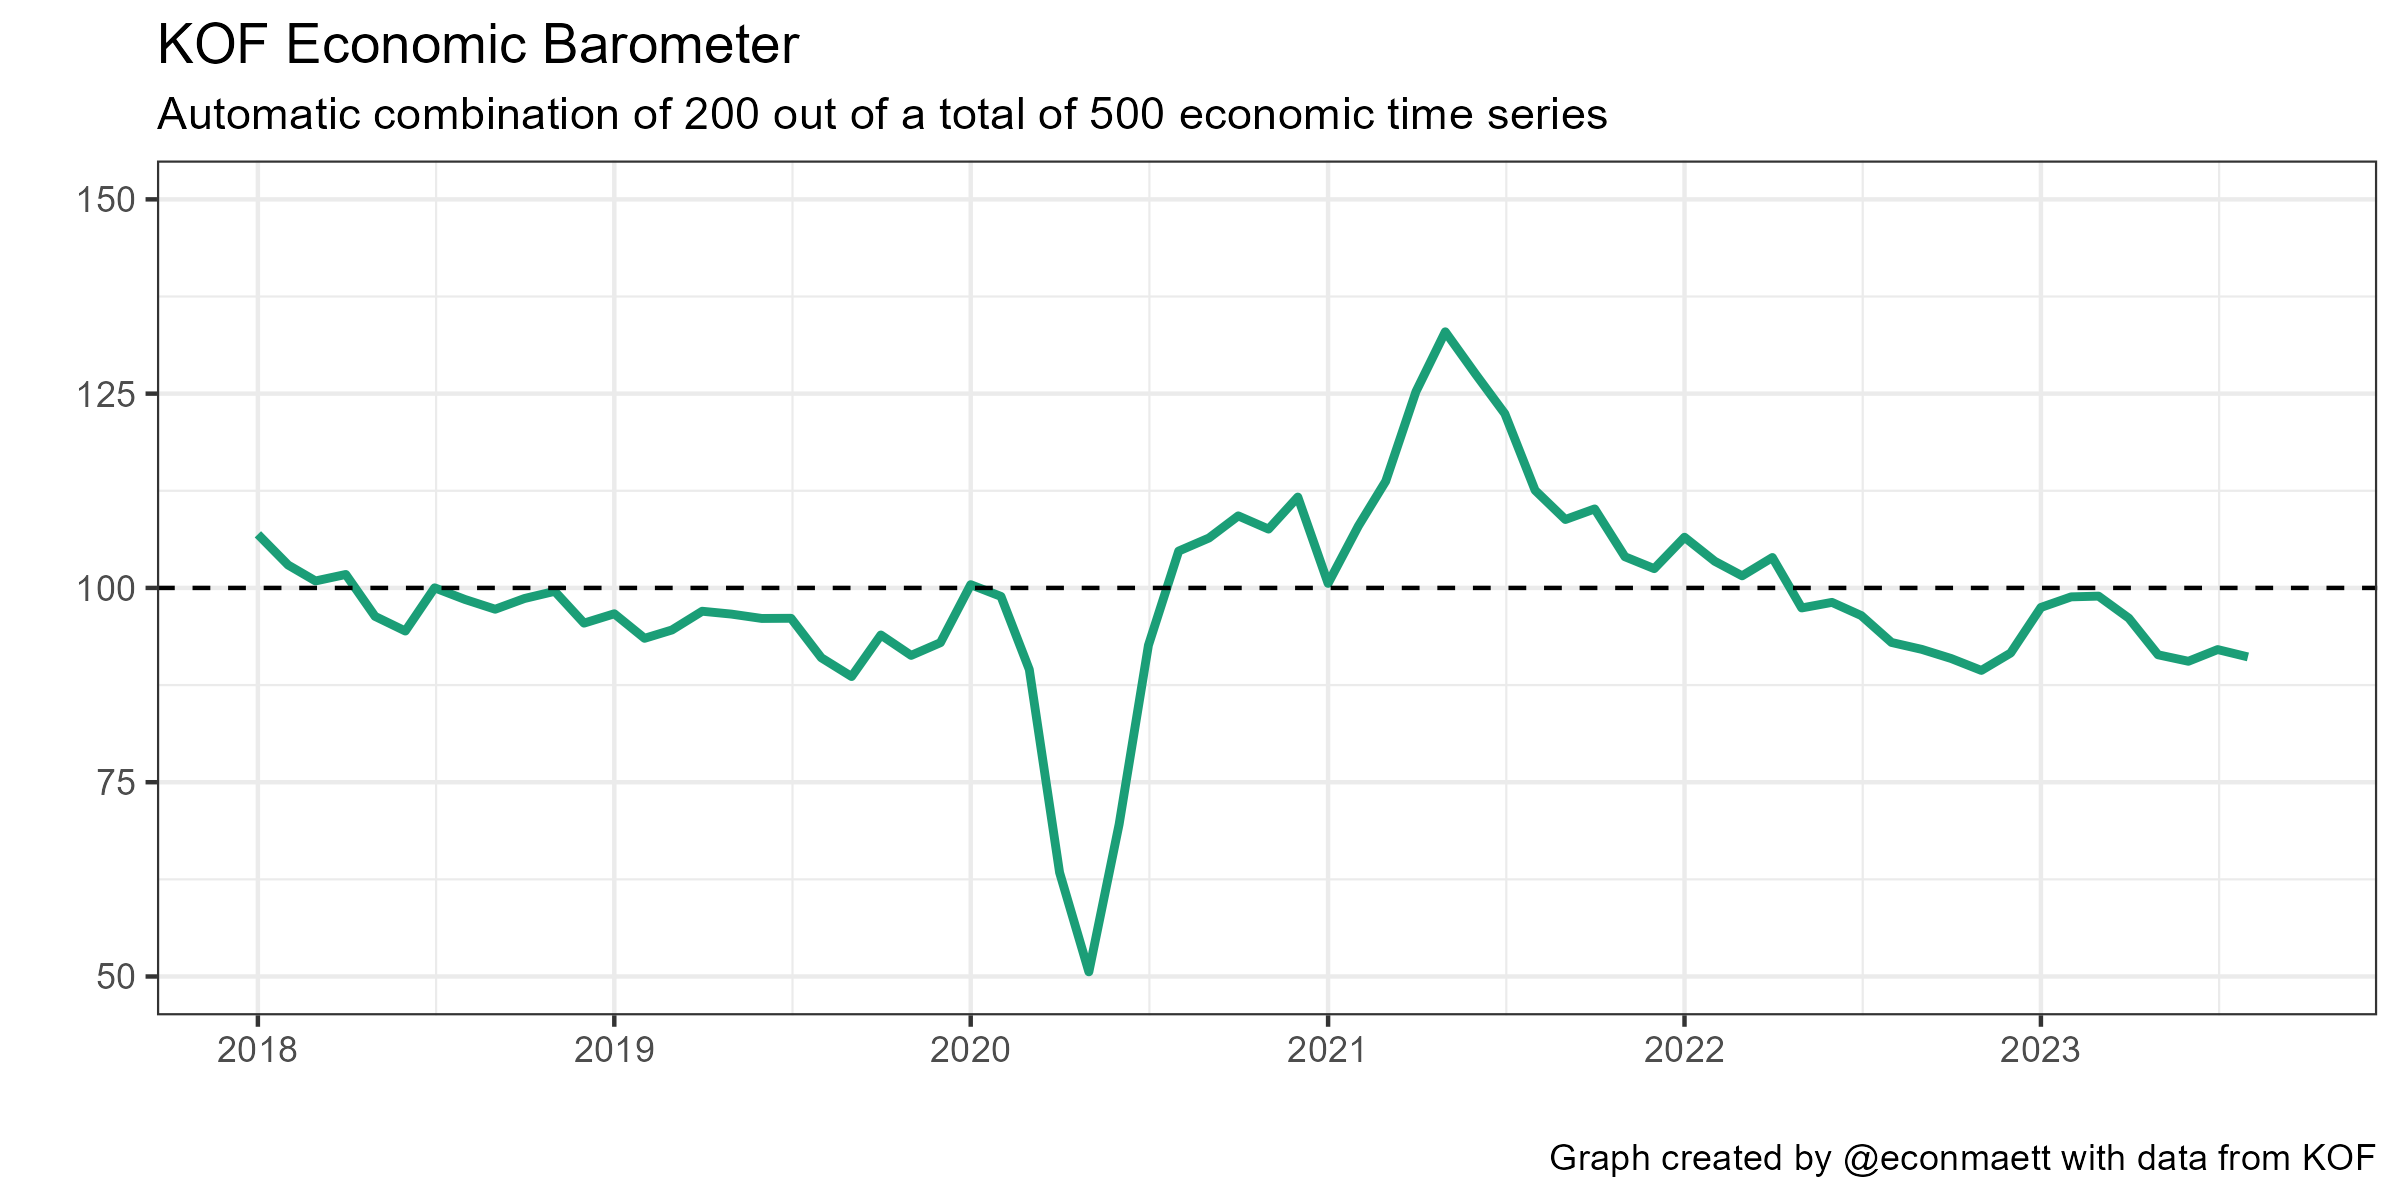 KOF Economic Barometer
Automatic combination of 200 out of a total of 500 economic time series
150
125
100
75
50
2018 2019 2020 2021 2022 2023
Graph created by @econmaett with data from KOF